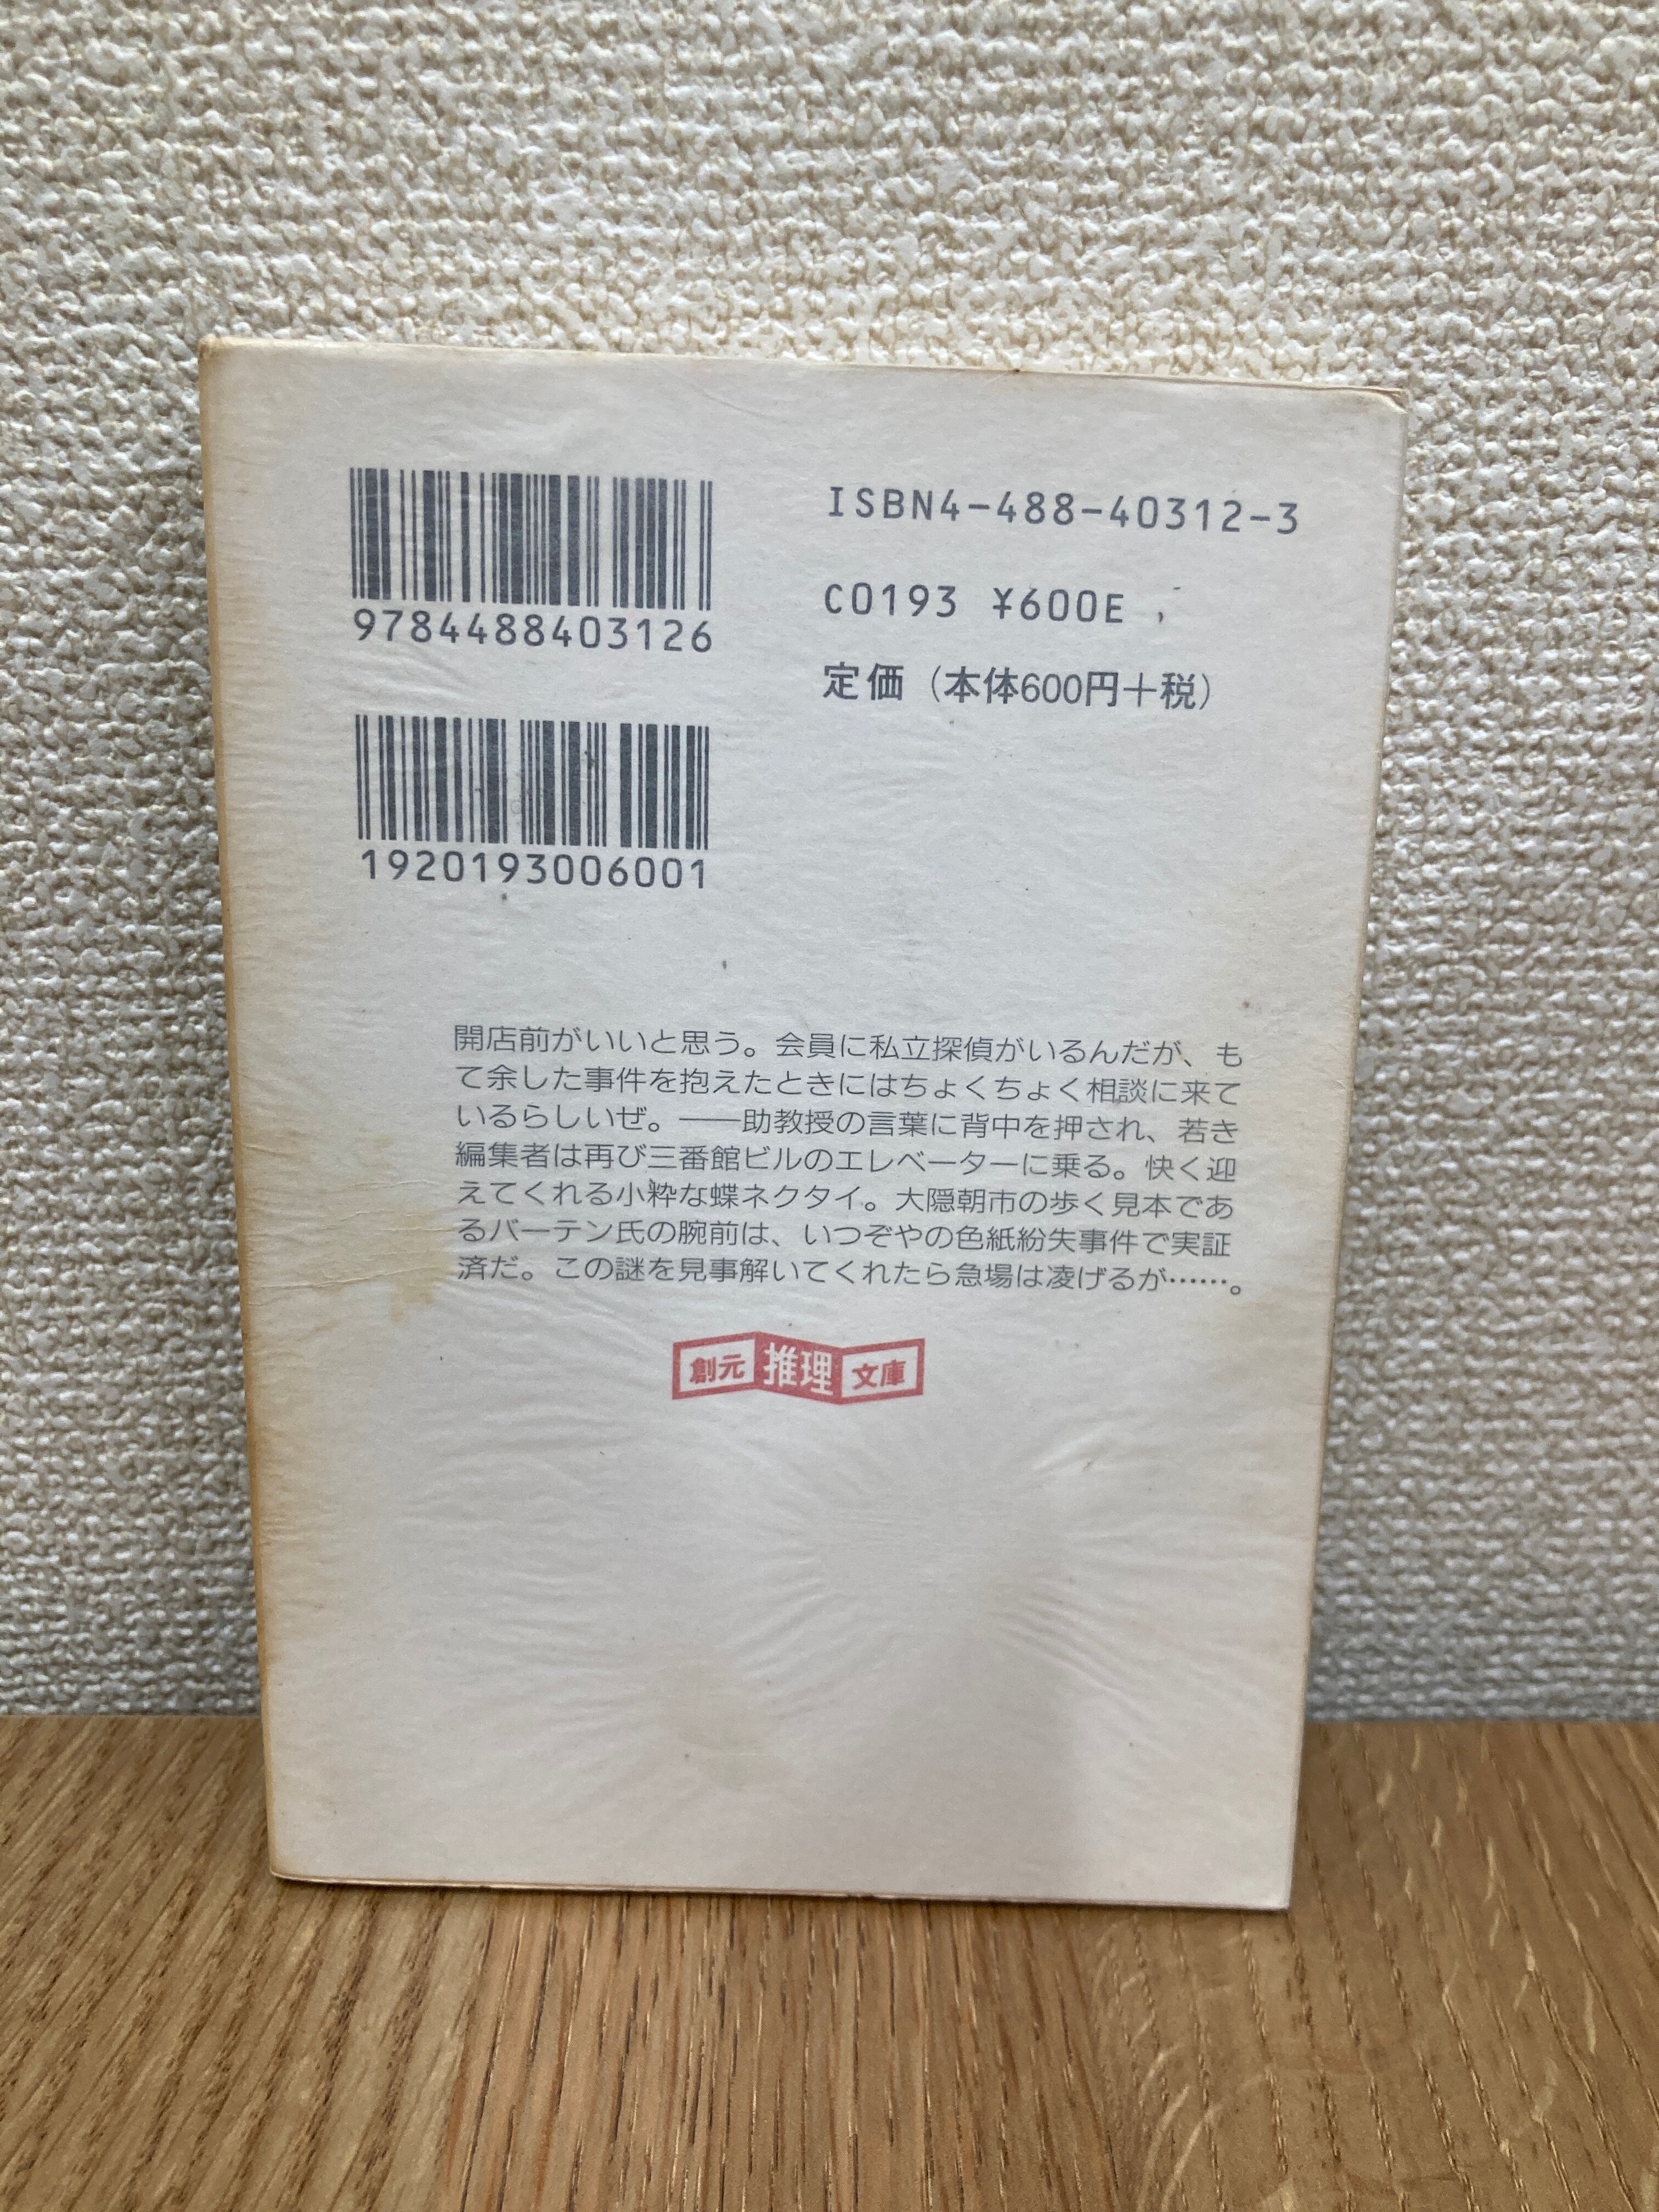 9784488403126
1920193006001
ISBN4-488-40312-3
C0193 ¥600E
定価（本体600円＋税）
開店前がいいと思う。会員に私立探偵がいるんだが、も
て余した事件を抱えたときにはちょくちょく相談に来て
いるらしいぜ。――助教授の言葉に背中を押され、若き
編集者は再び三番館ビルのエレベーターに乗る。快く迎
えてくれる小粋な蝶ネクタイ。大隠朝市の歩く見本であ
るバーテン氏の腕前は、いつぞやの色紙紛失事件で実証
済だ。この謎を見事解いてくれたら急場は凌げるが……。
創元推理文庫